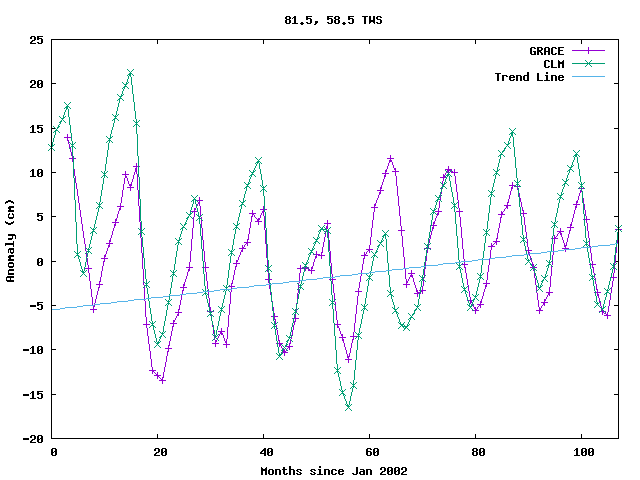 81.5, 58.5 TWS
GRACE
CLM
Trend Line
25
20
15
10
5
0
-5
-10
-15
-20
Anomaly (cm)
0 20 40 60 80 100
Months since Jan 2002